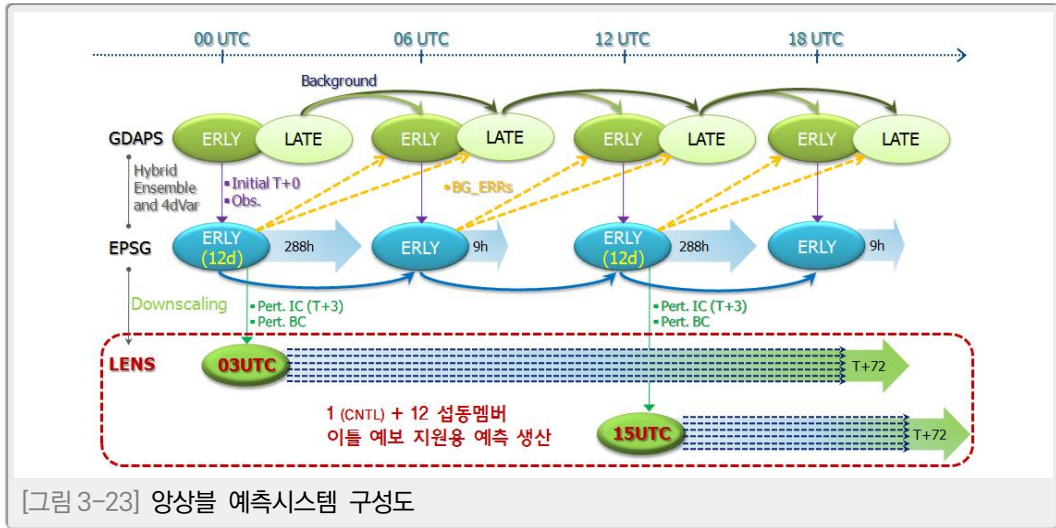 00 UTC 06 UTC 12 UTC 18 UTC
Background
GDAPS ERLY LATE ERLY LATE ERLY LATE ERLY LATE
Hybrid
Ensemble
and 4dVar
▪Initial T+0
▪Obs.
▪BG_ERRs
EPSG ERLY
(12d) 288h ERLY 9h ERLY
(12d) 288h ERLY 9h
Downscaling
▪Pert. IC (T+3)
▪Pert. BC
▪Pert. IC (T+3)
▪Pert. BC
LENS 03UTC T+72
1 (CNTL) + 12 섭동멤버
이틀 예보 지원용 예측 생산
15UTC T+72
[그림 3-23] 앙상블 예측시스템 구성도